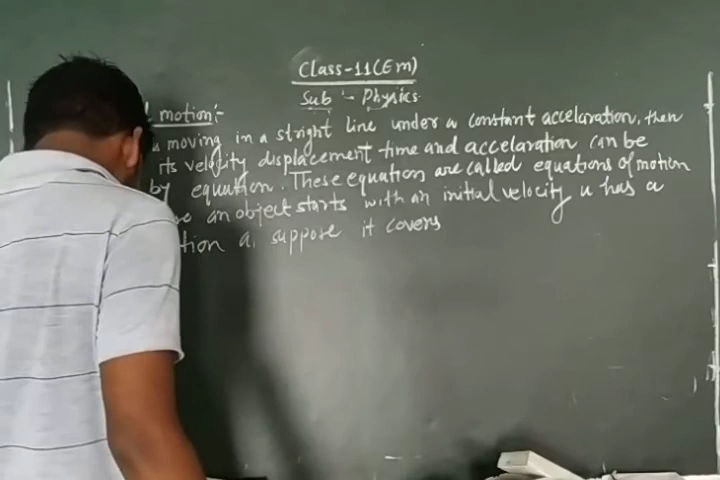 Class-11(Em)
Sub :- Physics
motion :-
moving in a stright line under a constant accelaration, then
its velocity displacement time and accelaration can be
by equation. These equation are called equations of motion
an object starts with an initial velocity u has a
tion a, suppose it covers